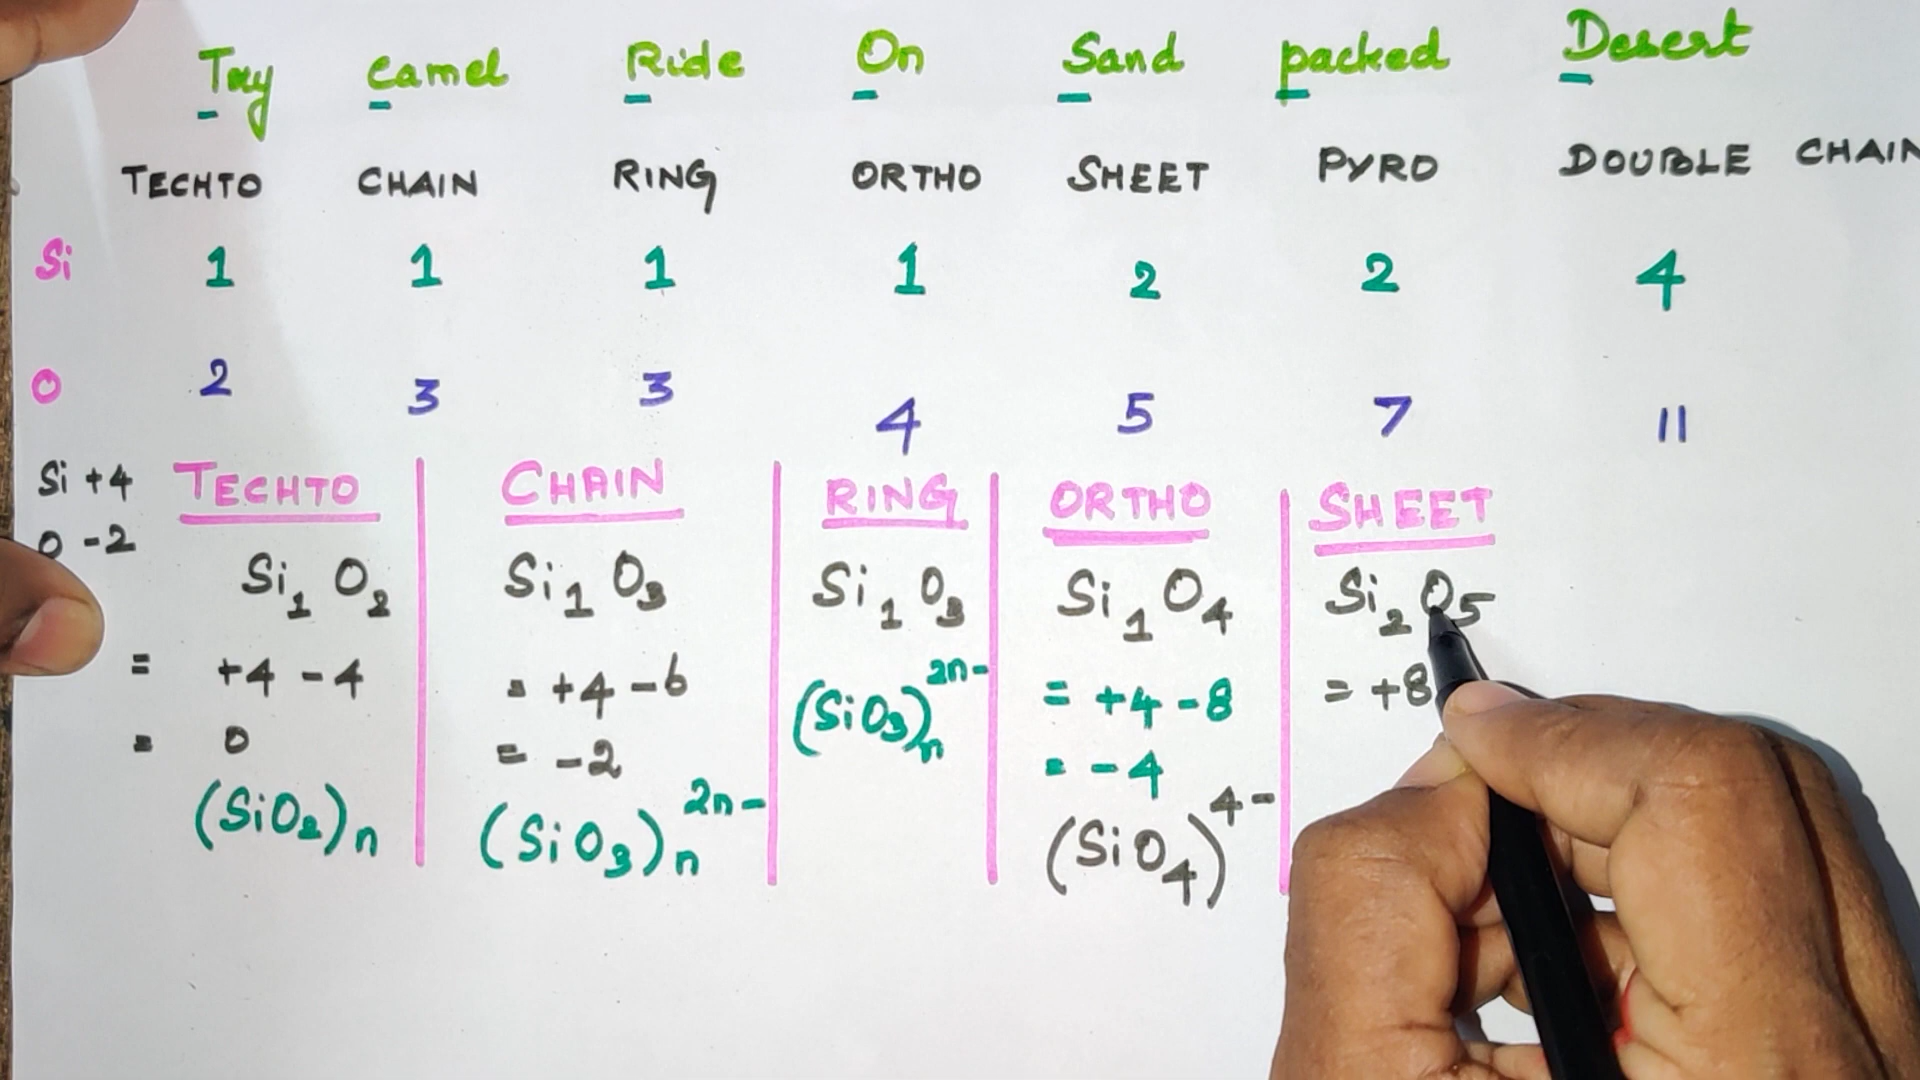 Try Camel Ride On Sand packed Desert
TECHTO CHAIN RING ORTHO SHEET PYRO DOUBLE CHAIN
Si 1 1 1 1 2 2 4
O 2 3 3 4 5 7 11
Si +4 TECHTO CHAIN RING ORTHO SHEET
O -2
Si1 O2 Si1 O3 Si1 O3 Si1 O4 Si2 O5
= +4 -4 = +4 -6 (SiO3)n 2n- = +4 -8 = +8
= 0 = -2 = -4
(SiO2)n (SiO3)n 2n- (SiO4) 4-